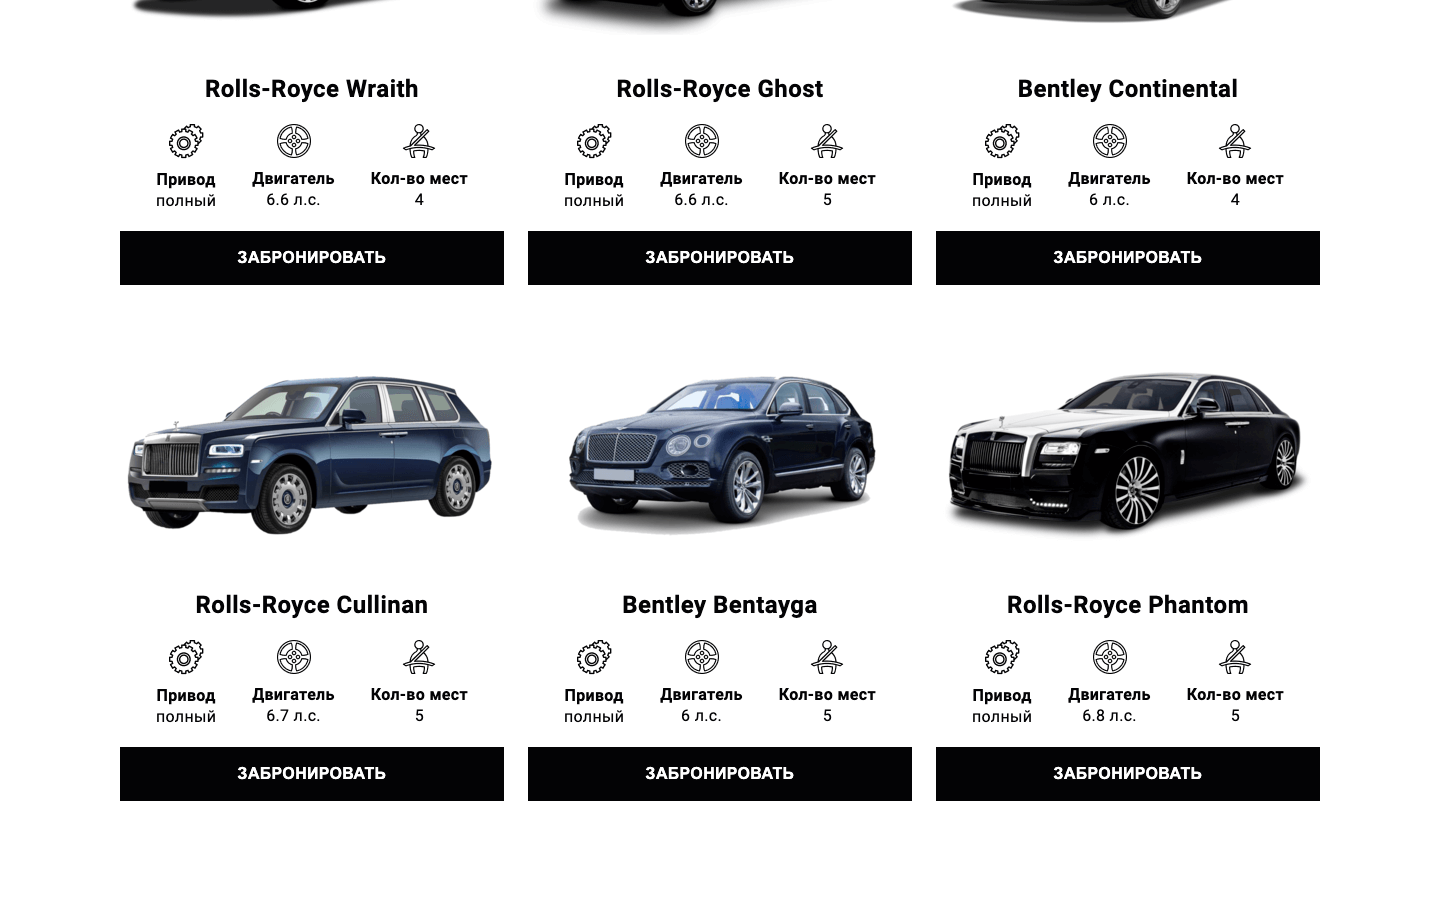 Rolls-Royce Wraith
Rolls-Royce Ghost
Bentley Continental
Привод Двигатель Кол-во мест
полный 6.6 л.с. 4
Привод Двигатель Кол-во мест
полный 6.6 л.с. 5
Привод Двигатель Кол-во мест
полный 6 л.с. 4
ЗАБРОНИРОВАТЬ
ЗАБРОНИРОВАТЬ
ЗАБРОНИРОВАТЬ
Rolls-Royce Cullinan
Bentley Bentayga
Rolls-Royce Phantom
Привод Двигатель Кол-во мест
полный 6.7 л.с. 5
Привод Двигатель Кол-во мест
полный 6 л.с. 5
Привод Двигатель Кол-во мест
полный 6.8 л.с. 5
ЗАБРОНИРОВАТЬ
ЗАБРОНИРОВАТЬ
ЗАБРОНИРОВАТЬ